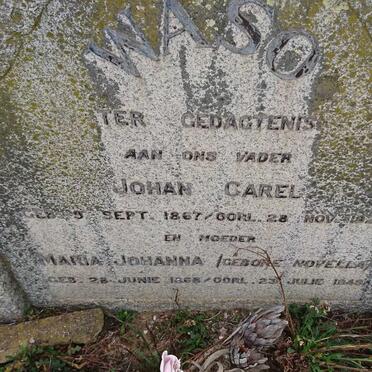 WASO
TER GEDAGTENIS
AAN ONS VADER
JOHAN CAREL
GEB. 9 SEPT. 1867/OORL. 28 NOV.
EN MOEDER
MARIA JOHANNA (GEBORE NOVELLA)
GEB. 28 JUNIE 1868/OORL. 23 JULIE 1948